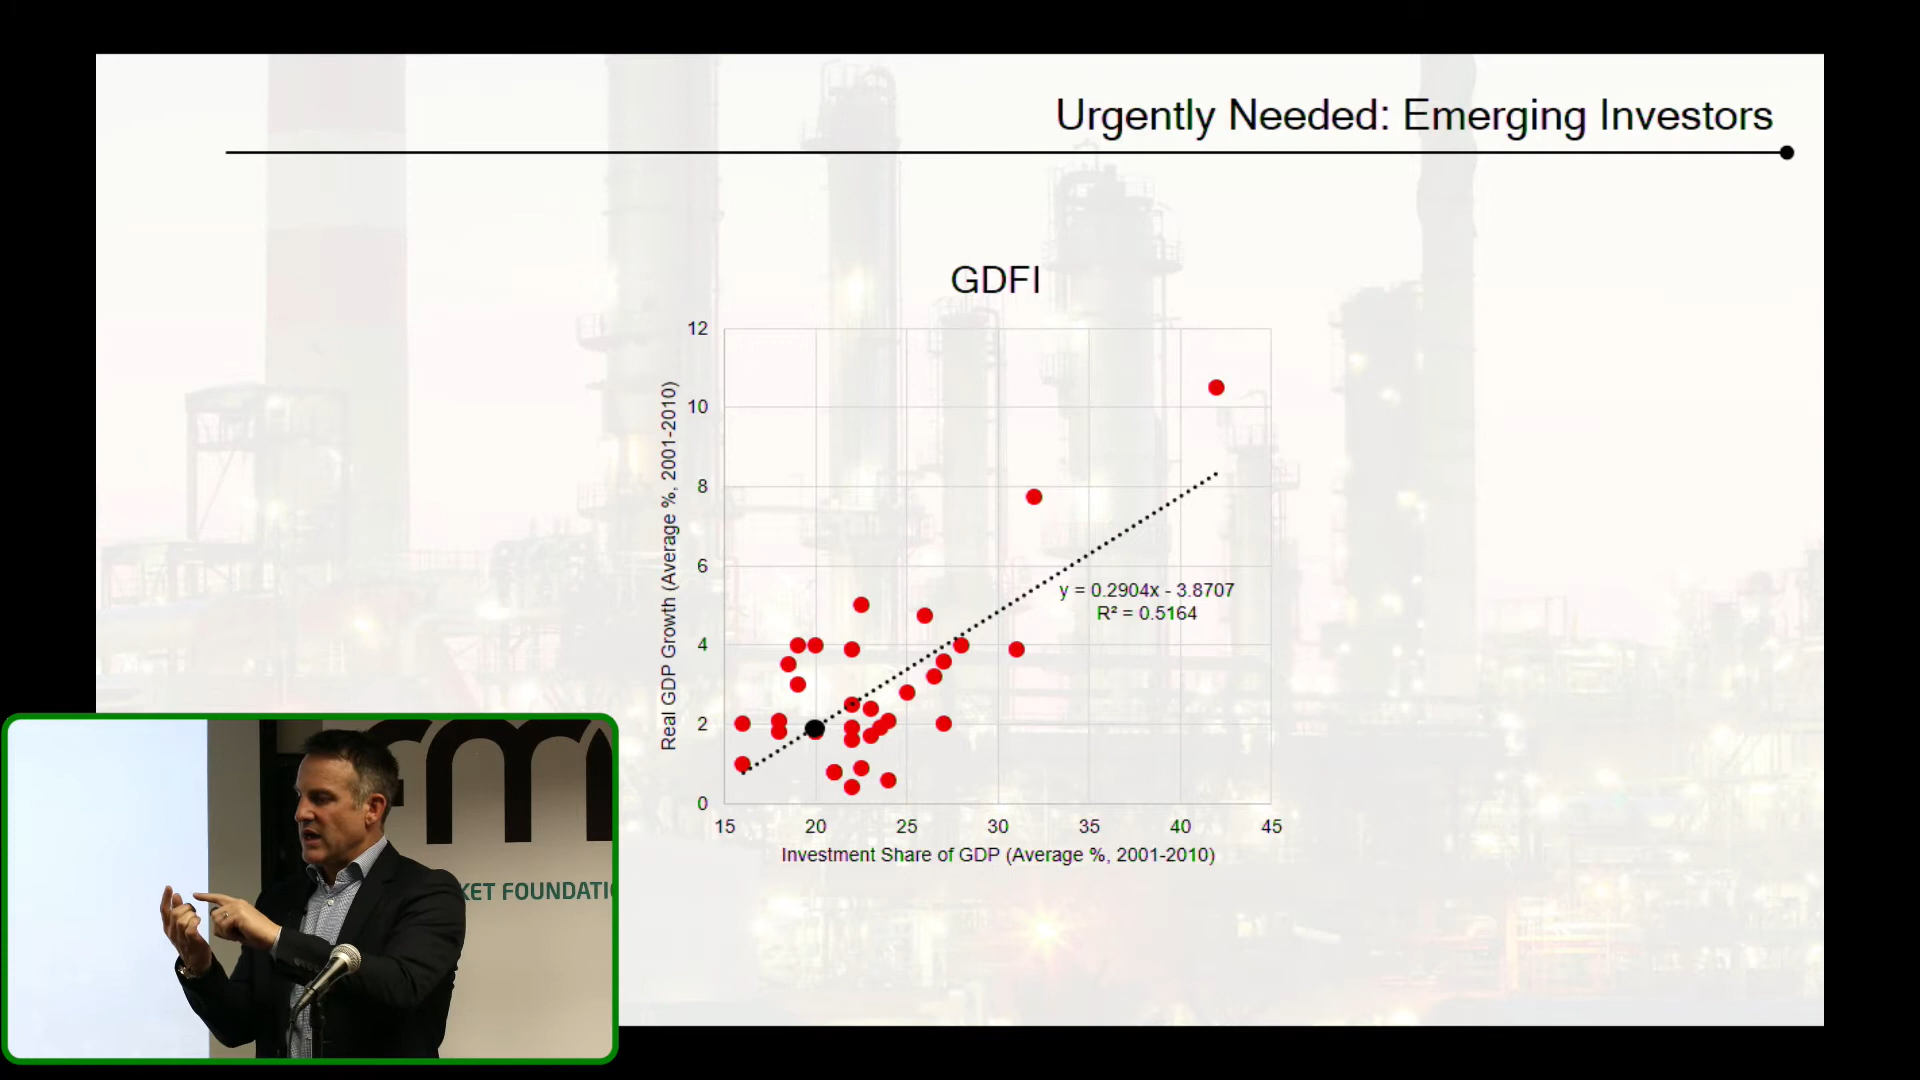 Urgently Needed: Emerging Investors
GDFI
12
10
8
6
4
2
0
Real GDP Growth (Average %, 2001-2010)
y = 0.2904x - 3.8707
R² = 0.5164
15 20 25 30 35 40 45
Investment Share of GDP (Average %, 2001-2010)
KET FOUNDATI